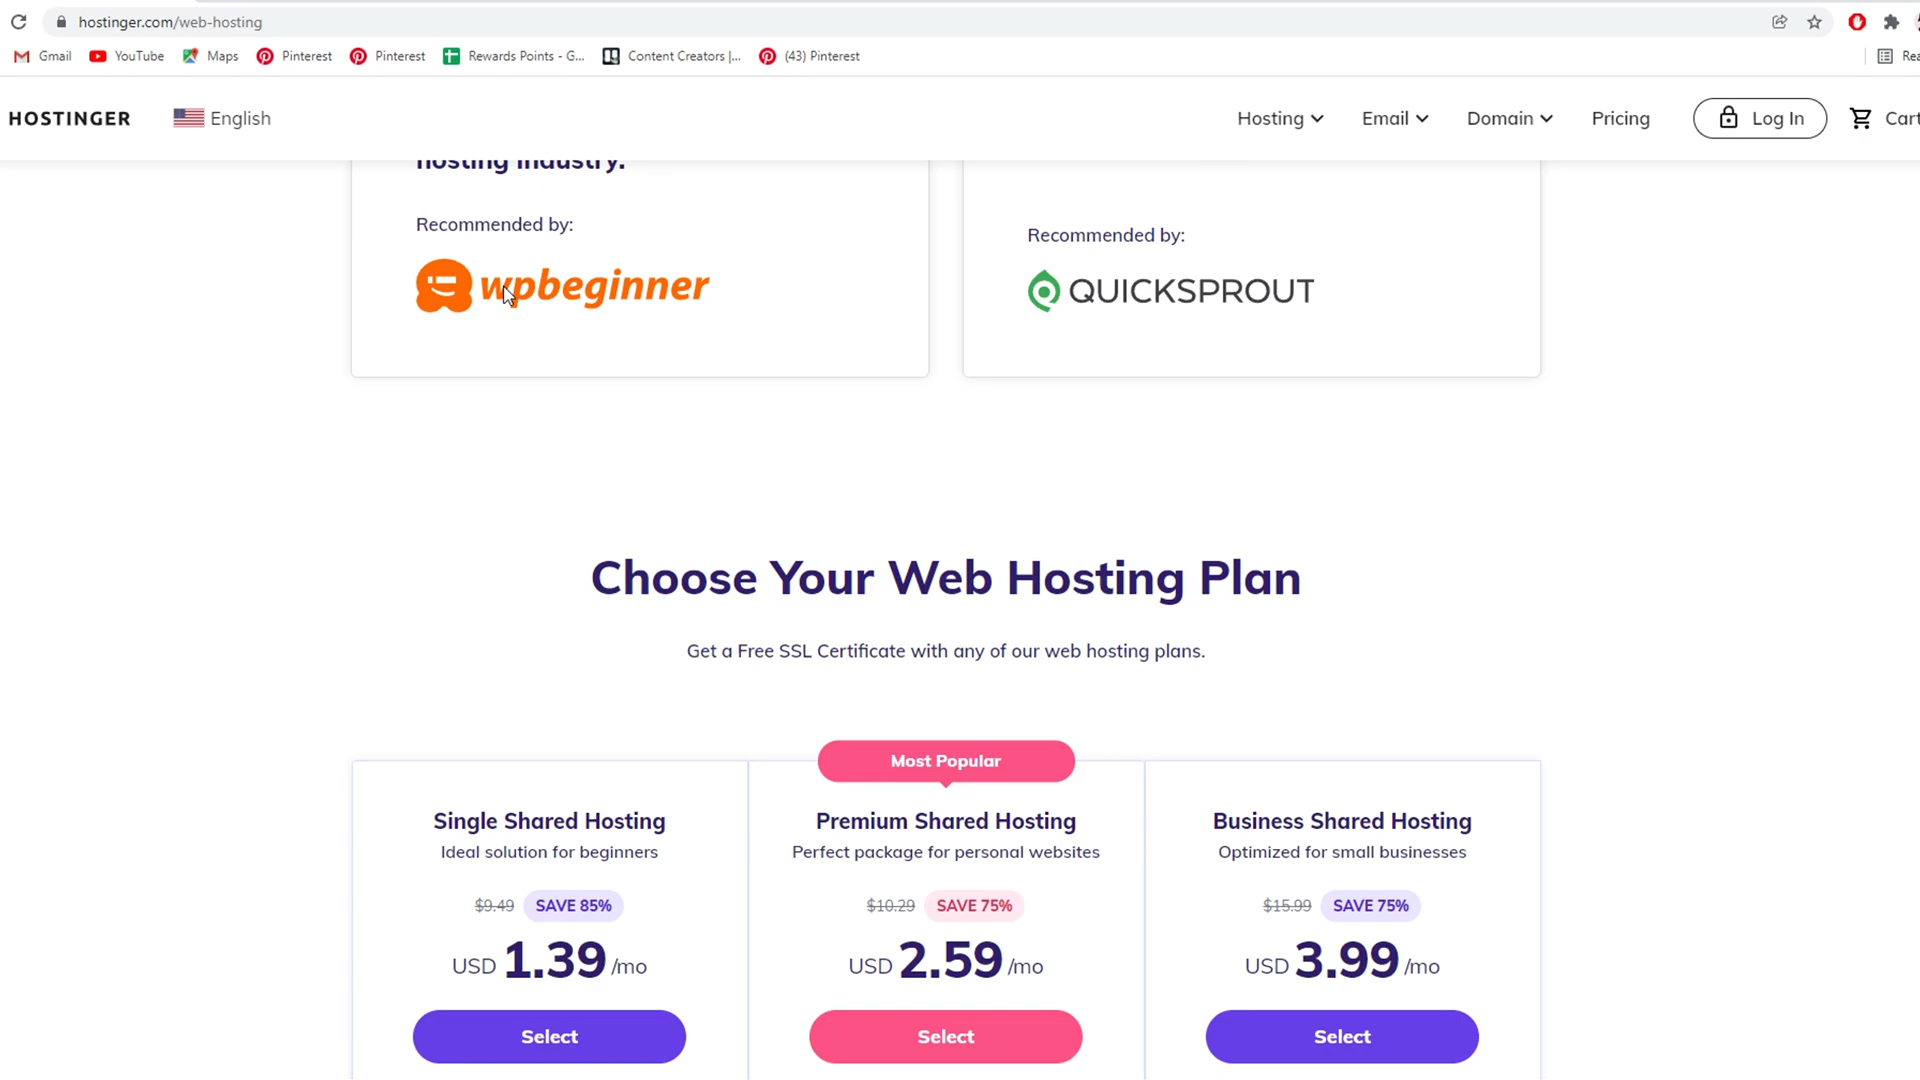 hostinger.com/web-hosting
Gmail YouTube Maps Pinterest Pinterest Rewards Points - G... Content Creators |... (43) Pinterest
HOSTINGER English Hosting Email Domain Pricing Log In Cart
hosting industry.
Recommended by:
wpbeginner
Recommended by:
QUICKSPROUT
Choose Your Web Hosting Plan
Get a Free SSL Certificate with any of our web hosting plans.
Most Popular
Single Shared Hosting
Ideal solution for beginners
$9.49 SAVE 85%
USD 1.39 /mo
Select
Premium Shared Hosting
Perfect package for personal websites
$10.29 SAVE 75%
USD 2.59 /mo
Select
Business Shared Hosting
Optimized for small businesses
$15.99 SAVE 75%
USD 3.99 /mo
Select